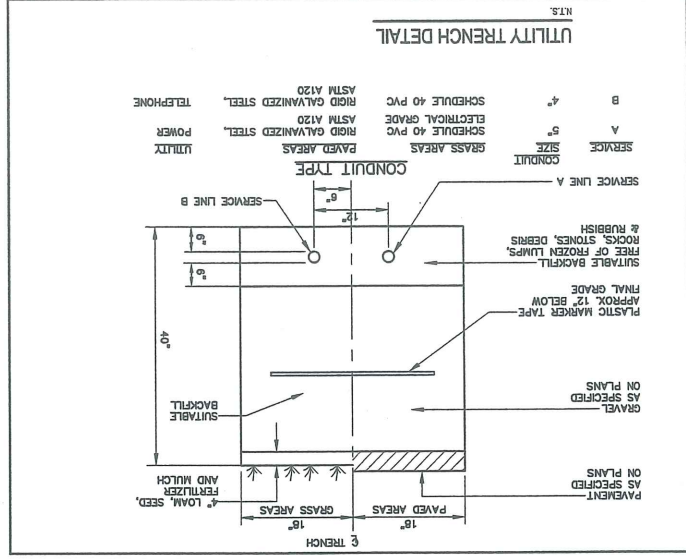 ℄ TRENCH
18"
18"
PAVED AREAS
GRASS AREAS
PAVEMENT
AS SPECIFIED
ON PLANS
4" LOAM, SEED,
FERTILIZER
AND MULCH
GRAVEL
AS SPECIFIED
ON PLANS
SUITABLE
BACKFILL
40"
PLASTIC MARKER TAPE
APPROX. 12" BELOW
FINAL GRADE
SUITABLE BACKFILL
FREE OF FROZEN LUMPS,
ROCKS, STONES, DEBRIS
& RUBBISH
6"
6"
12"
6"
SERVICE LINE A
SERVICE LINE B
CONDUIT TYPE
SERVICE CONDUIT SIZE GRASS AREAS PAVED AREAS UTILITY
A 5" SCHEDULE 40 PVC RIGID GALVANIZED STEEL, POWER
ELECTRICAL GRADE ASTM A120
B 4" SCHEDULE 40 PVC RIGID GALVANIZED STEEL, TELEPHONE
ASTM A120
UTILITY TRENCH DETAIL
N.T.S.